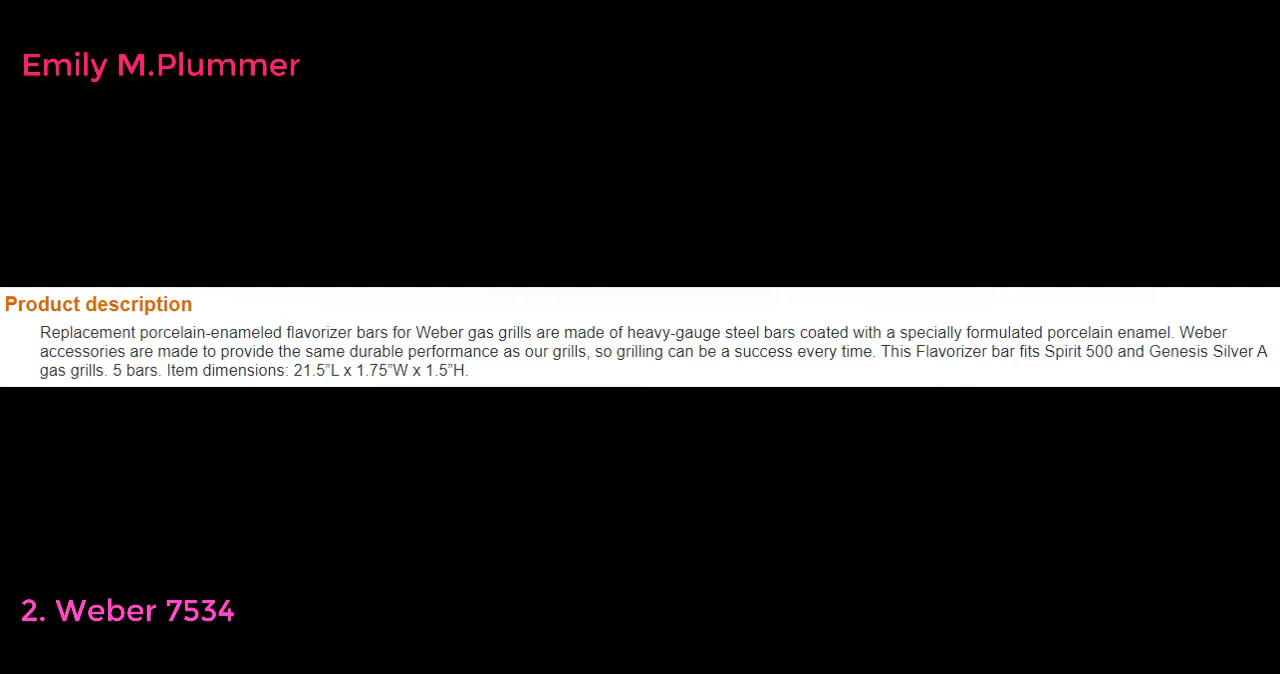 Emily M.Plummer
Product description
Replacement porcelain-enameled flavorizer bars for Weber gas grills are made of heavy-gauge steel bars coated with a specially formulated porcelain enamel. Weber
accessories are made to provide the same durable performance as our grills, so grilling can be a success every time. This Flavorizer bar fits Spirit 500 and Genesis Silver A
gas grills. 5 bars. Item dimensions: 21.5”L x 1.75”W x 1.5”H.
2. Weber 7534